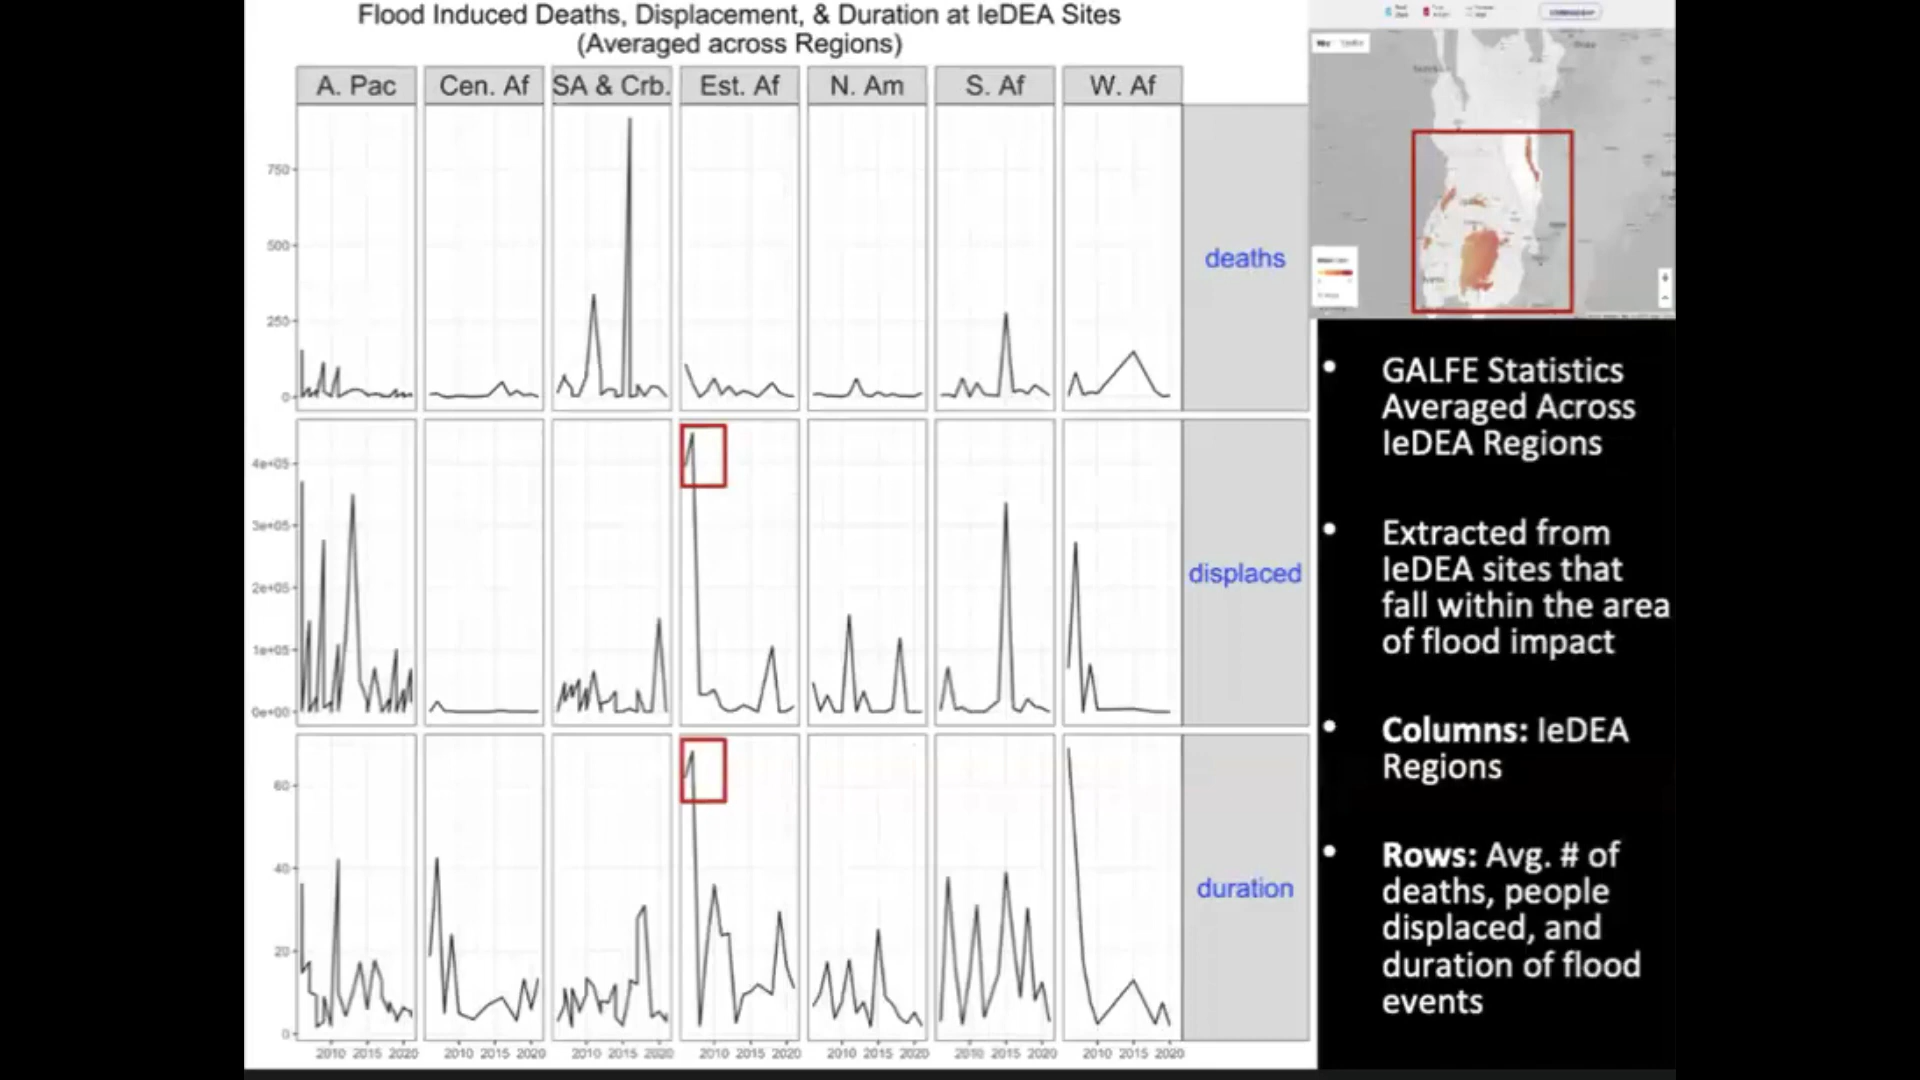 Flood Induced Deaths, Displacement, & Duration at IeDEA Sites
(Averaged across Regions)
A. Pac
Cen. Af
SA & Crb.
Est. Af
N. Am
S. Af
W. Af
750
500
250
0
deaths
4e+05
3e+05
2e+05
1e+05
0e+00
displaced
60
40
20
0
duration
2010 2015 2020
2010 2015 2020
2010 2015 2020
2010 2015 2020
2010 2015 2020
2010 2015 2020
2010 2015 2020
• GALFE Statistics
Averaged Across
IeDEA Regions
• Extracted from
IeDEA sites that
fall within the area
of flood impact
• Columns: IeDEA
Regions
• Rows: Avg. # of
deaths, people
displaced, and
duration of flood
events